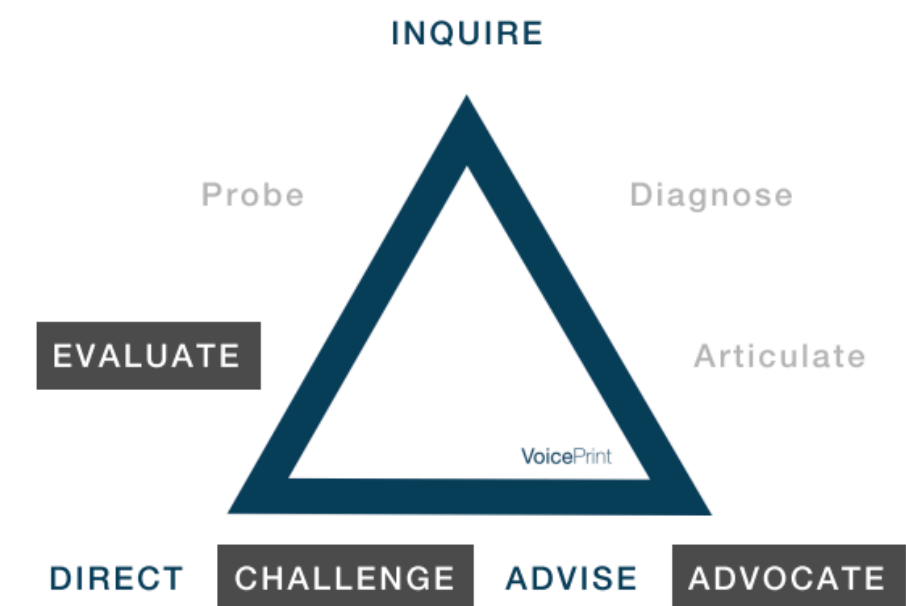 INQUIRE
Probe Diagnose
EVALUATE Articulate
VoicePrint
DIRECT CHALLENGE ADVISE ADVOCATE